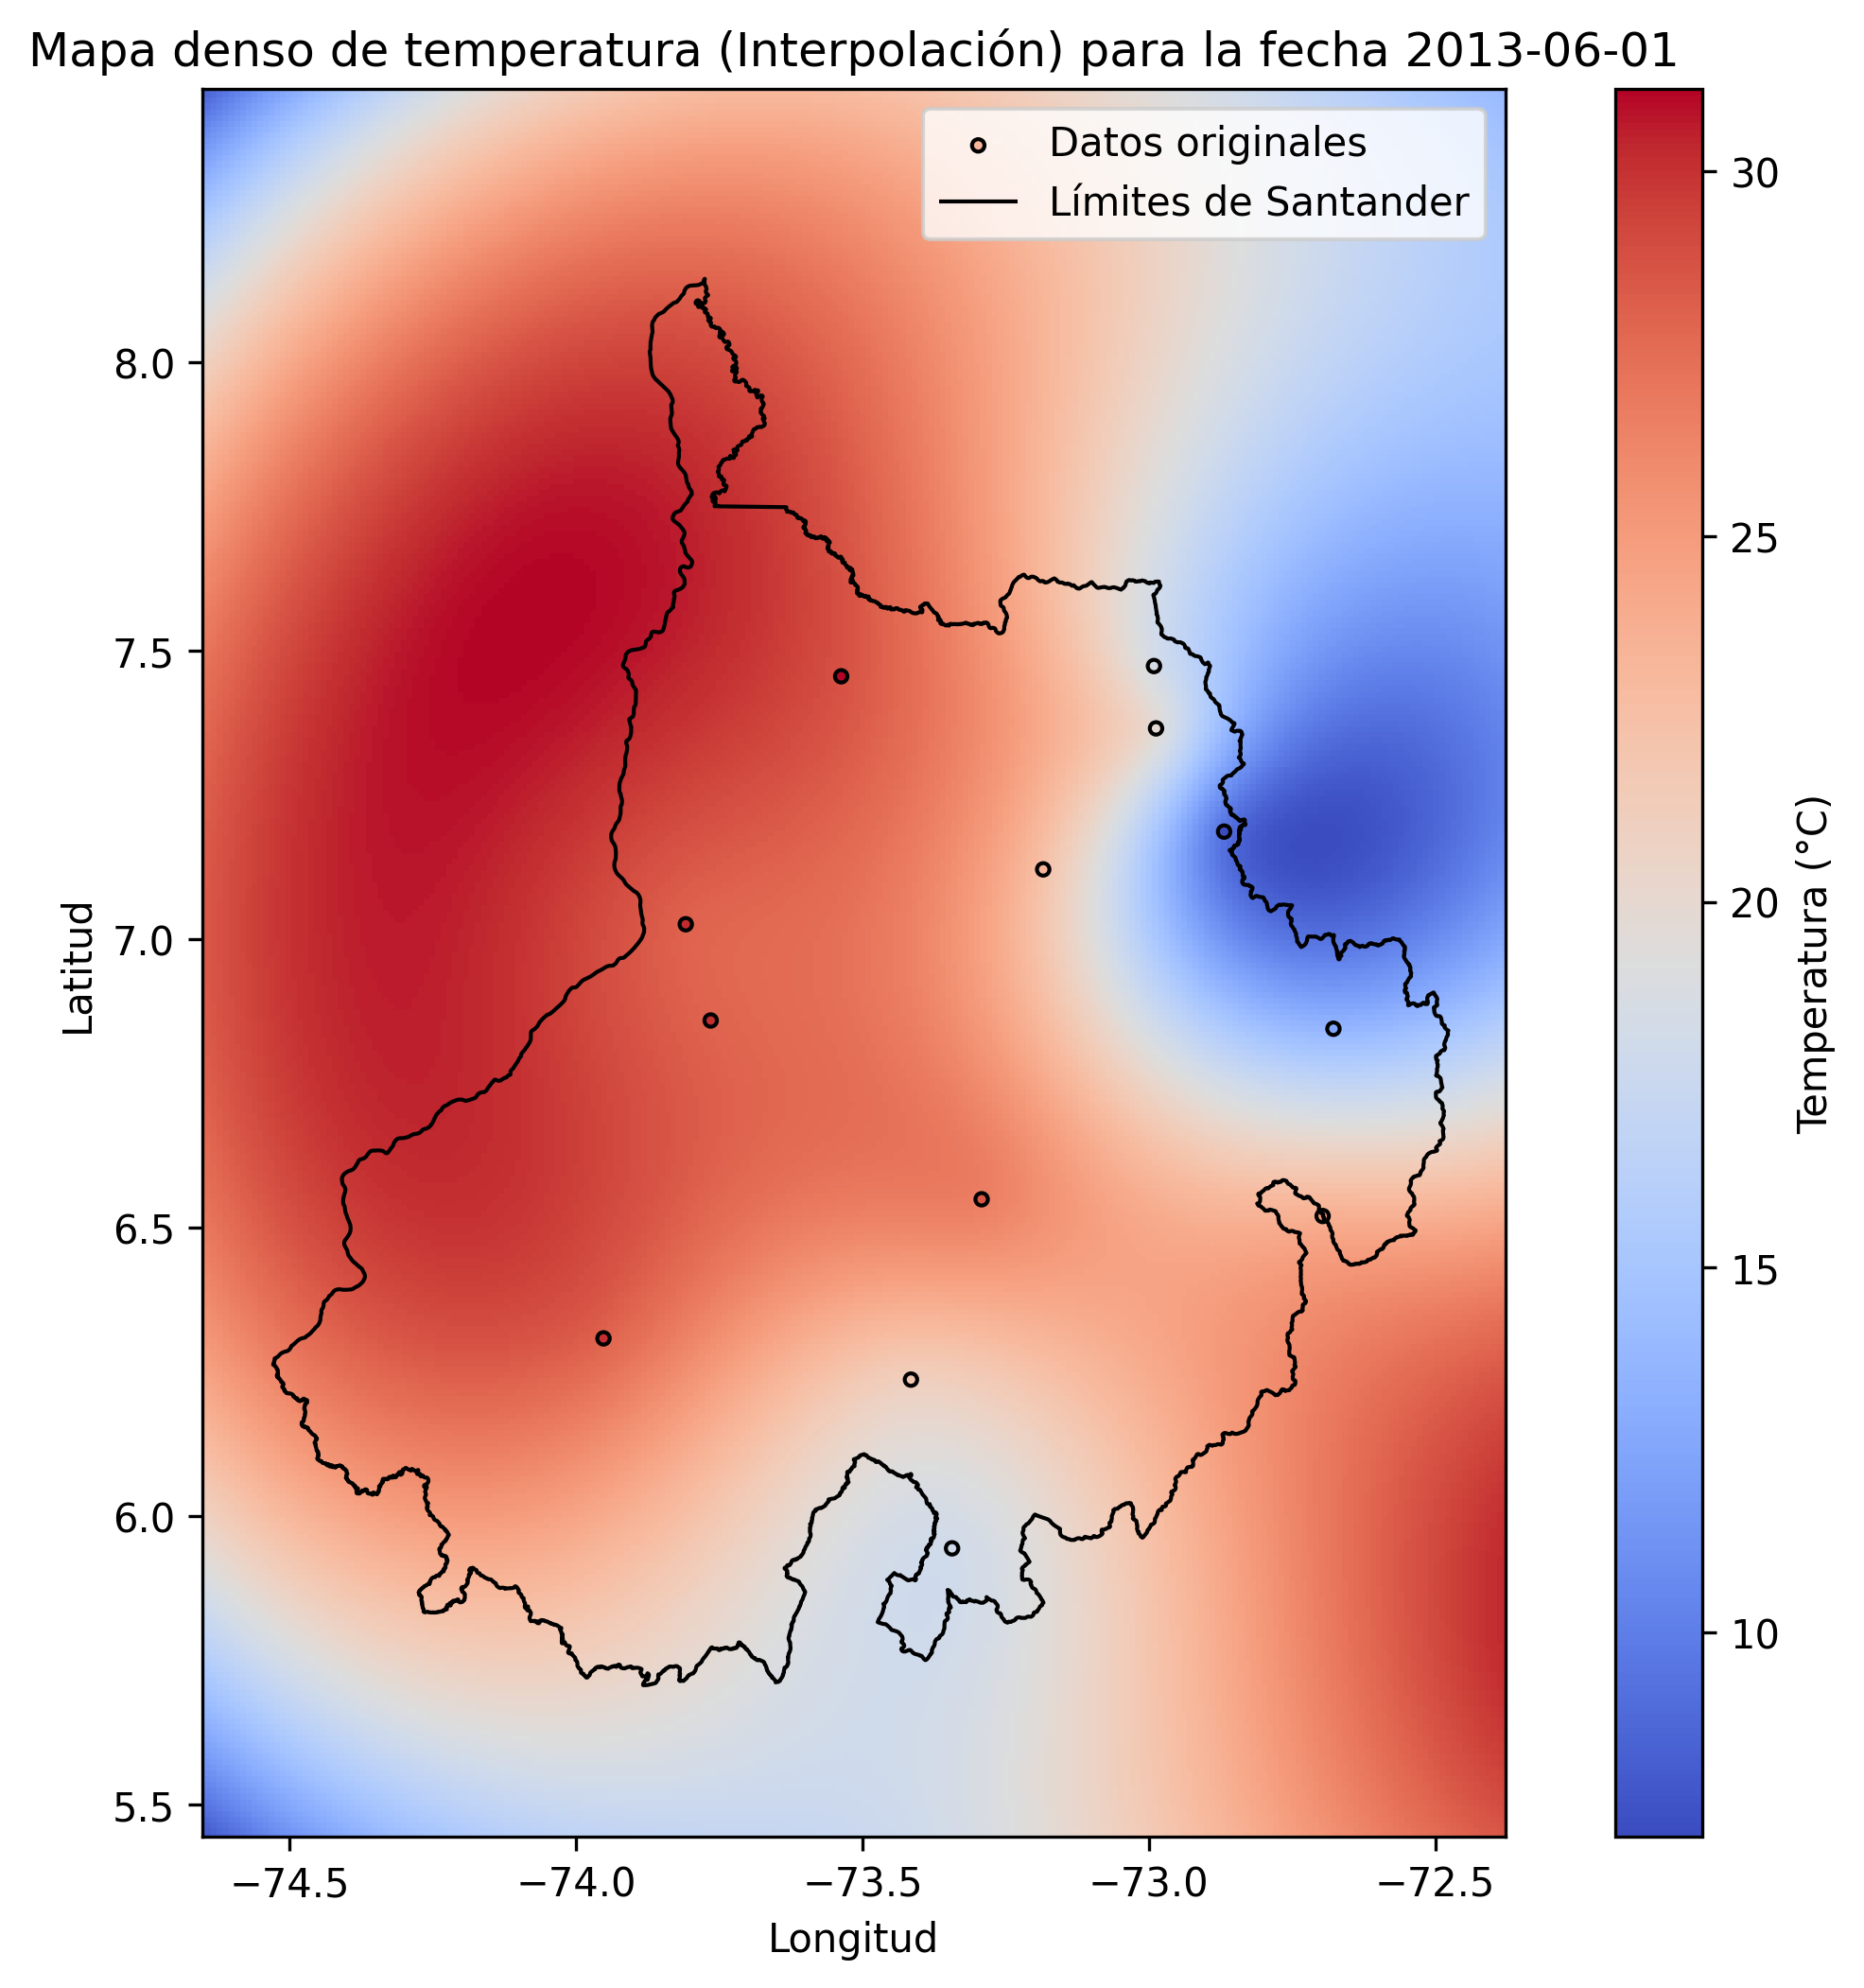 Mapa denso de temperatura (Interpolación) para la fecha 2013-06-01
Datos originales
Límites de Santander
8.0
7.5
7.0
6.5
6.0
5.5
Latitud
−74.5
−74.0
−73.5
−73.0
−72.5
Longitud
30
25
20
15
10
Temperatura (°C)